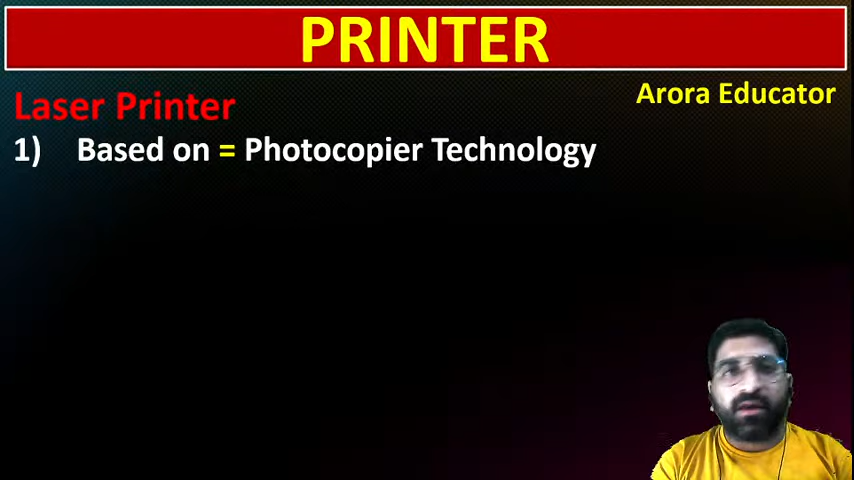 PRINTER
Arora Educator
Laser Printer
1) Based on = Photocopier Technology